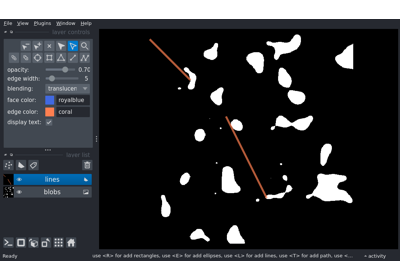 File View Plugins Window Help
layer controls
opacity: 0.70
edge width: 5
blending: translucen
face color: royalblue
edge color: coral
display text:
layer list
lines
blobs
Ready use <R> for add rectangles, use <E> for add ellipses, use <L> for add lines, use <T> for add path, use <... activity